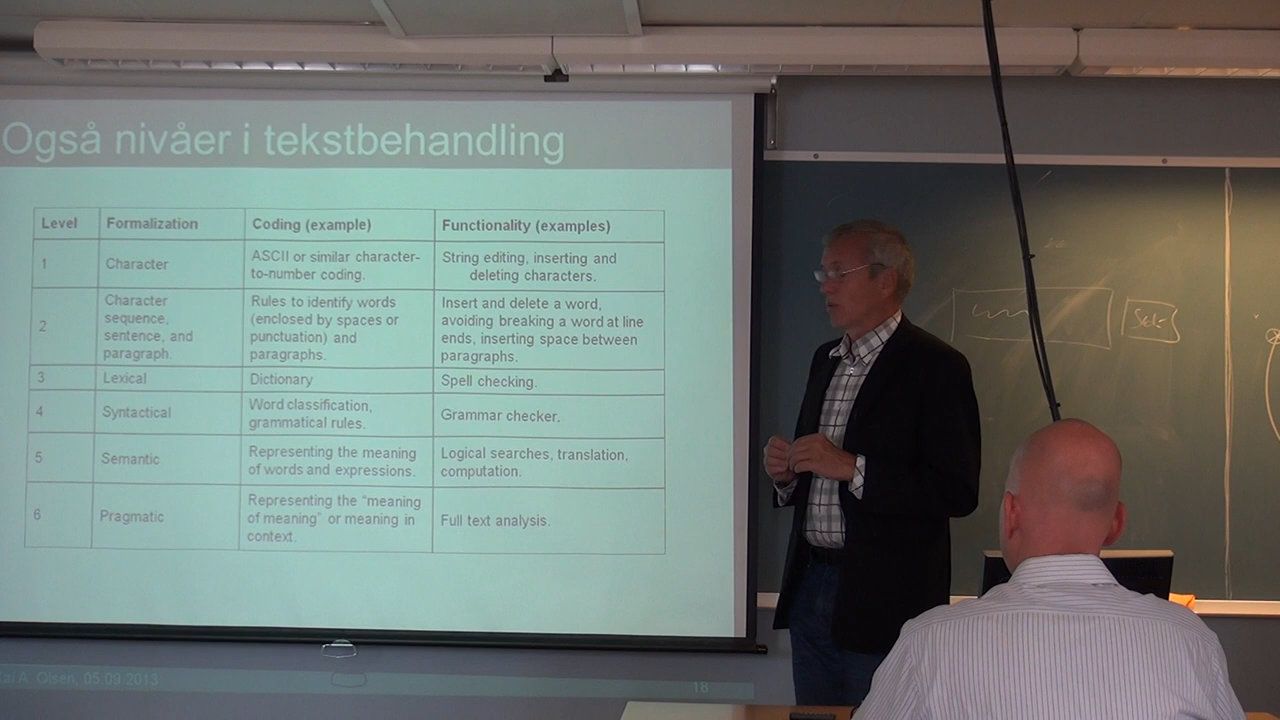 Også nivåer i tekstbehandling
Level Formalization Coding (example) Functionality (examples)
1 Character ASCII or similar character-
to-number coding. String editing, inserting and
deleting characters.
2 Character
sequence,
sentence, and
paragraph. Rules to identify words
(enclosed by spaces or
punctuation) and
paragraphs. Insert and delete a word,
avoiding breaking a word at line
ends, inserting space between
paragraphs.
3 Lexical Dictionary Spell checking.
4 Syntactical Word classification,
grammatical rules. Grammar checker.
5 Semantic Representing the meaning
of words and expressions. Logical searches, translation,
computation.
6 Pragmatic Representing the “meaning
of meaning” or meaning in
context. Full text analysis.
A. Olsen, 05.09.2013 18